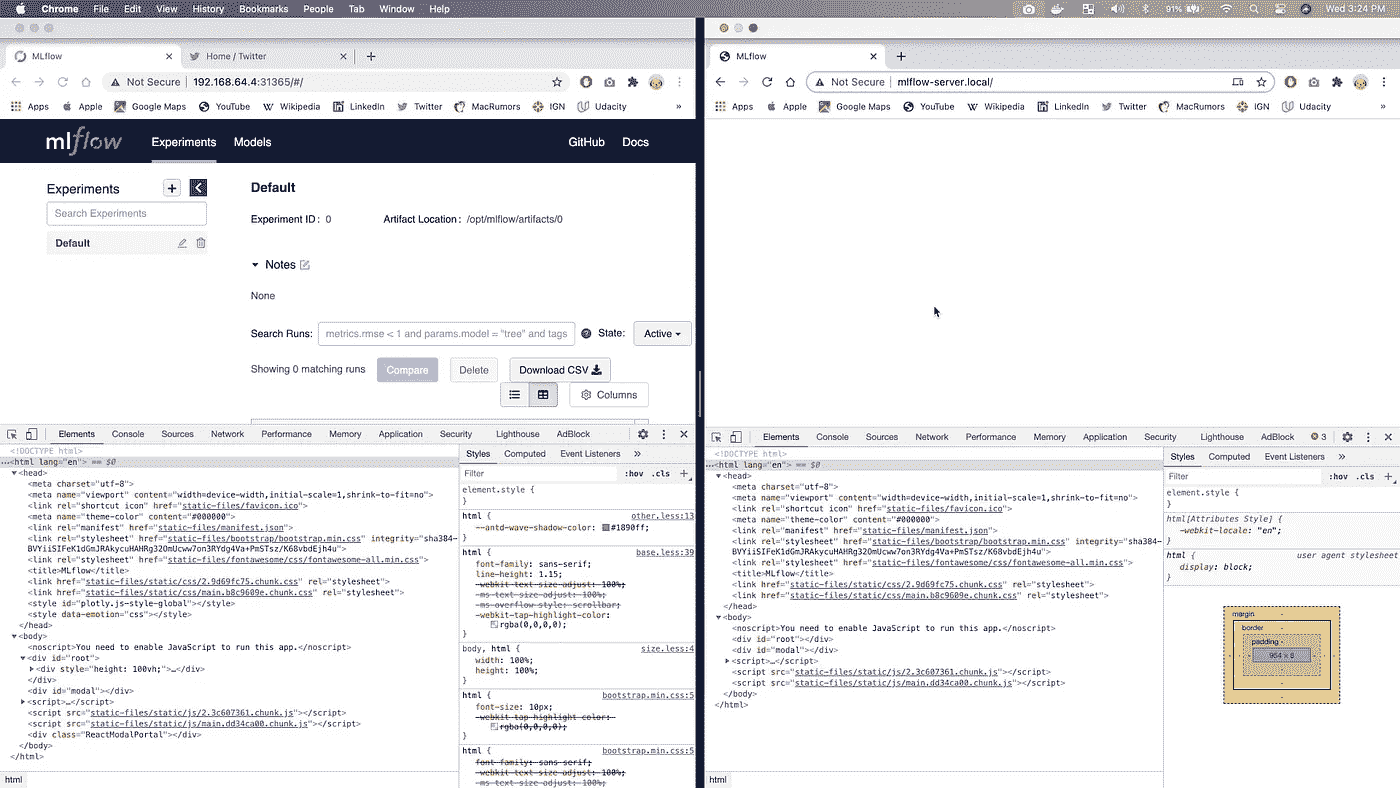 Chrome File Edit View History Bookmarks People Tab Window Help
91% Wed 3:24 PM
MLflow Home / Twitter
Not Secure 192.168.64.4:31365/#/
Apps Apple Google Maps YouTube Wikipedia LinkedIn Twitter MacRumors IGN Udacity »
mlflow Experiments Models GitHub Docs
Experiments
Search Experiments
Default
Default
Experiment ID : 0 Artifact Location : /opt/mlflow/artifacts/0
Notes
None
Search Runs: metrics.rmse < 1 and params.model = "tree" and tags State: Active
Showing 0 matching runs Compare Delete Download CSV
Columns
Elements Console Sources Network Performance Memory Application Security Lighthouse AdBlock
<!DOCTYPE html>
<html lang="en"> == $0
<head>
<meta charset="utf-8">
<meta name="viewport" content="width=device-width,initial-scale=1,shrink-to-fit=no">
<link rel="shortcut icon" href="static-files/favicon.ico">
<meta name="theme-color" content="#000000">
<link rel="manifest" href="static-files/manifest.json">
<link rel="stylesheet" href="static-files/bootstrap/bootstrap.min.css" integrity="sha384-
BVYiiSIFeK1dGmJRAkycuHAHRg32OmUcww7on3RYdg4Va+PmSTsz/K68vbdEjh4u">
<link rel="stylesheet" href="static-files/fontawesome/css/fontawesome-all.min.css">
<title>MLflow</title>
<link href="static-files/static/css/2.9d69fc75.chunk.css" rel="stylesheet">
<link href="static-files/static/css/main.b8c9609e.chunk.css" rel="stylesheet">
<style id="plotly.js-style-global"></style>
<style data-emotion="css"></style>
</head>
<body>
<noscript>You need to enable JavaScript to run this app.</noscript>
<div id="root">
<div style="height: 100vh;">…</div>
</div>
<div id="modal"></div>
<script>…</script>
<script src="static-files/static/js/2.3c607361.chunk.js"></script>
<script src="static-files/static/js/main.dd34ca00.chunk.js"></script>
<div class="ReactModalPortal"></div>
</body>
</html>
html
Styles Computed Event Listeners »
Filter :hov .cls +
element.style {
}
html { other.less:13
--antd-wave-shadow-color: #1890ff;
}
html { base.less:39
font-family: sans-serif;
line-height: 1.15;
-webkit-text-size-adjust: 100%;
-ms-text-size-adjust: 100%;
-ms-overflow-style: scrollbar;
-webkit-tap-highlight-color:
rgba(0,0,0,0);
}
body, html { size.less:4
width: 100%;
height: 100%;
}
html { bootstrap.min.css:5
font-size: 10px;
-webkit-tap-highlight-color:
rgba(0,0,0,0);
}
html { bootstrap.min.css:5
font-family: sans-serif;
-webkit-text-size-adjust: 100%;
-ms-text-size-adjust: 100%;
MLflow
Not Secure mlflow-server.local/
Apps Apple Google Maps YouTube Wikipedia LinkedIn Twitter MacRumors IGN Udacity »
Elements Console Sources Network Performance Memory Application Security Lighthouse AdBlock 3
<!DOCTYPE html>
<html lang="en"> == $0
<head>
<meta charset="utf-8">
<meta name="viewport" content="width=device-width,initial-scale=1,shrink-to-fit=no">
<link rel="shortcut icon" href="static-files/favicon.ico">
<meta name="theme-color" content="#000000">
<link rel="manifest" href="static-files/manifest.json">
<link rel="stylesheet" href="static-files/bootstrap/bootstrap.min.css" integrity="sha384-
BVYiiSIFeK1dGmJRAkycuHAHRg32OmUcww7on3RYdg4Va+PmSTsz/K68vbdEjh4u">
<link rel="stylesheet" href="static-files/fontawesome/css/fontawesome-all.min.css">
<title>MLflow</title>
<link href="static-files/static/css/2.9d69fc75.chunk.css" rel="stylesheet">
<link href="static-files/static/css/main.b8c9609e.chunk.css" rel="stylesheet">
</head>
<body>
<noscript>You need to enable JavaScript to run this app.</noscript>
<div id="root"></div>
<div id="modal"></div>
<script>…</script>
<script src="static-files/static/js/2.3c607361.chunk.js"></script>
<script src="static-files/static/js/main.dd34ca00.chunk.js"></script>
</body>
</html>
html
Styles Computed Event Listeners »
Filter :hov .cls +
element.style {
}
html[Attributes Style] {
-webkit-locale: "en";
}
html { user agent stylesheet
display: block;
}
margin -
border -
padding -
964 × 8